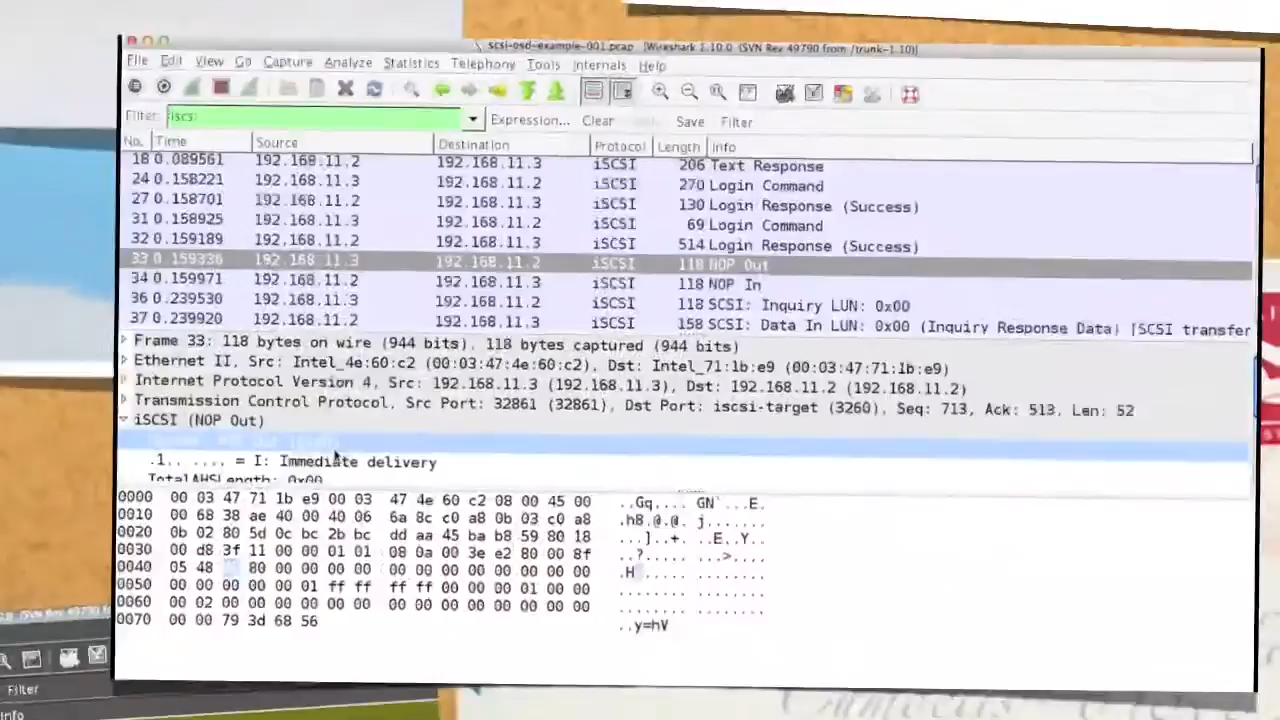 scsi-osd-example-001.pcap [Wireshark 1.10.0 (SVN Rev 49790 from /trunk-1.10)]
File Edit View Go Capture Analyze Statistics Telephony Tools Internals Help
Filter: iscsi Expression... Clear Save Filter
No. Time Source Destination Protocol Length Info
18 0.089561 192.168.11.2 192.168.11.3 iSCSI 206 Text Response
24 0.158221 192.168.11.3 192.168.11.2 iSCSI 270 Login Command
27 0.158701 192.168.11.2 192.168.11.3 iSCSI 130 Login Response (Success)
31 0.158925 192.168.11.3 192.168.11.2 iSCSI 69 Login Command
32 0.159189 192.168.11.2 192.168.11.3 iSCSI 514 Login Response (Success)
33 0.159336 192.168.11.3 192.168.11.2 iSCSI 118 NOP Out
34 0.159971 192.168.11.2 192.168.11.3 iSCSI 118 NOP In
36 0.239530 192.168.11.3 192.168.11.2 iSCSI 118 SCSI: Inquiry LUN: 0x00
37 0.239920 192.168.11.2 192.168.11.3 iSCSI 158 SCSI: Data In LUN: 0x00 (Inquiry Response Data) [SCSI transfer
Frame 33: 118 bytes on wire (944 bits), 118 bytes captured (944 bits)
Ethernet II, Src: Intel_4e:60:c2 (00:03:47:4e:60:c2), Dst: Intel_71:1b:e9 (00:03:47:71:1b:e9)
Internet Protocol Version 4, Src: 192.168.11.3 (192.168.11.3), Dst: 192.168.11.2 (192.168.11.2)
Transmission Control Protocol, Src Port: 32861 (32861), Dst Port: iscsi-target (3260), Seq: 713, Ack: 513, Len: 52
iSCSI (NOP Out)
.1.. .... = I: Immediate delivery
TotalAHSLength: 0x00
0000 00 03 47 71 1b e9 00 03 47 4e 60 c2 08 00 45 00 ..Gq.... GN`...E.
0010 00 68 38 ae 40 00 40 06 6a 8c c0 a8 0b 03 c0 a8 .h8.@.@. j.......
0020 0b 02 80 5d 0c bc 2b bc dd aa 45 ba b8 59 80 18 ...]..+. ..E..Y..
0030 00 d8 3f 11 00 00 01 01 08 0a 00 3e e2 80 00 8f ..?..... ...>....
0040 05 48 80 00 00 00 00 00 00 00 00 00 00 00 00 .H...... ........
0050 00 00 00 00 00 01 ff ff ff ff 00 00 00 01 00 00 ........ ........
0060 00 02 00 00 00 00 00 00 00 00 00 00 00 00 00 00 ........ ........
0070 00 00 79 3d 68 56 ..y=hV
Filter
Info